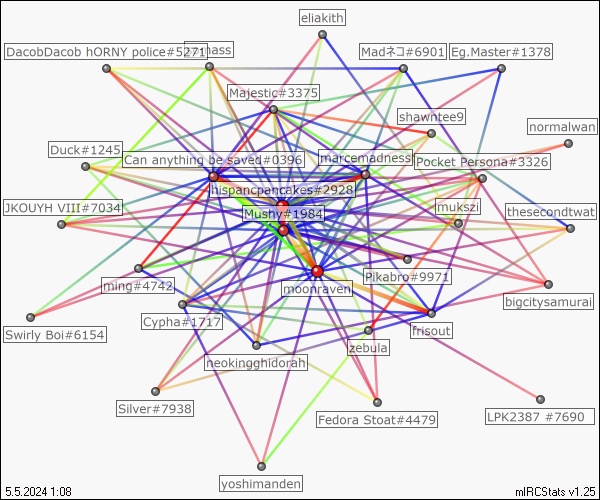 eliakith
DacobDacob hORNY police#5271
mass
Madネコ#6901
Eg.Master#1378
Majestic#3375
shawntee9
normalwan
Duck#1245
Can anything be saved#0396
marcemadness
Pocket Persona#3326
hispancpancakes#2928
JKOUYH VIII#7034
Mushy#1984
mukszi
thesecondtwat
Pikabro#9971
ming#4742
moonraven
bigcitysamurai
Cypha#1717
frisout
Swirly Boi#6154
zebula
neokingghidorah
Silver#7938
Fedora Stoat#4479
LPK2387 #7690
yoshimanden
5.5.2024 1:08
mIRCStats v1.25